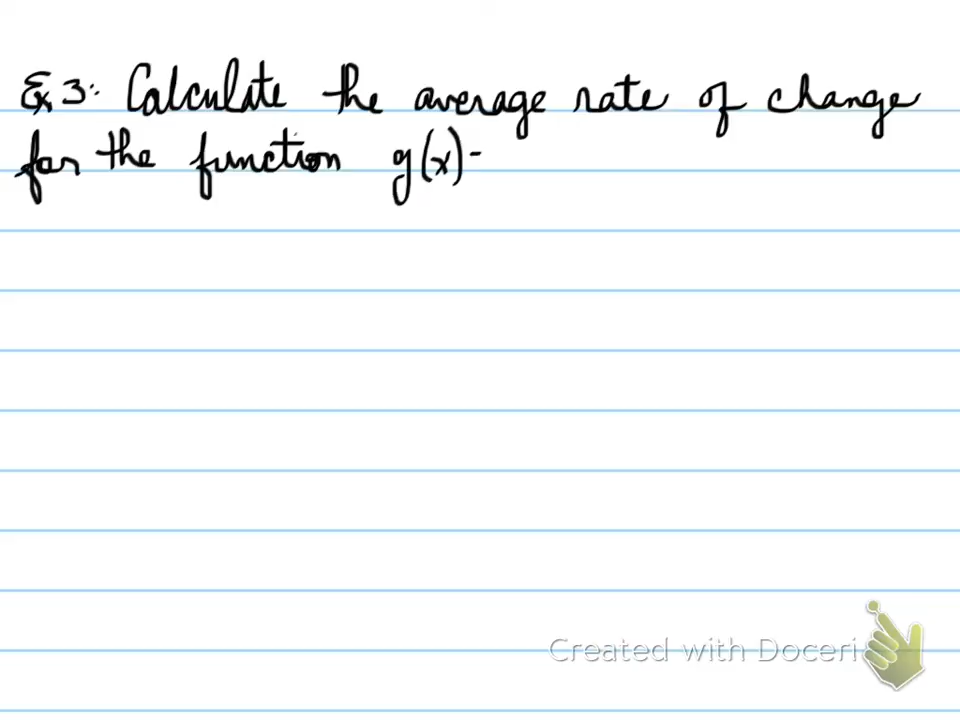 Ex 3: Calculate the average rate of change
for the function g(x)-
Created with Doceri